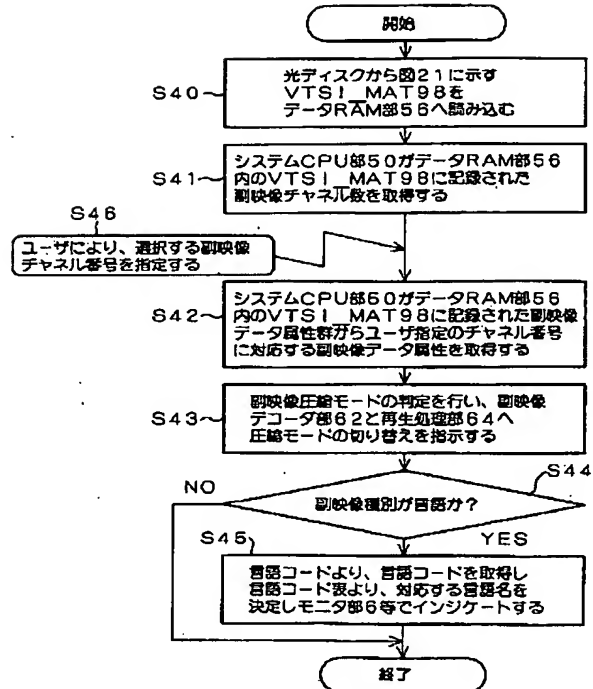 開始
S40
光ディスクから図21に示す
VTSI_MAT98を
データRAM部56へ読み込む
S41
システムCPU部50がデータRAM部56
内のVTSI_MAT98に記録された
副映像チャネル数を取得する
S46
ユーザにより、選択する副映像
チャネル番号を指定する
S42
システムCPU部50がデータRAM部56
内のVTSI_MAT98に記録された副映像
データ属性群からユーザ指定のチャネル番号
に対応する副映像データ属性を取得する
S43
副映像圧縮モードの判定を行い、副映像
デコーダ部62と再生処理部64へ
圧縮モードの切り替えを指示する
S44
副映像種別が言語か?
NO
YES
S45
言語コードより、言語コードを取得し
言語コード表より、対応する言語名を
決定しモニタ部6等でインジケートする
終了